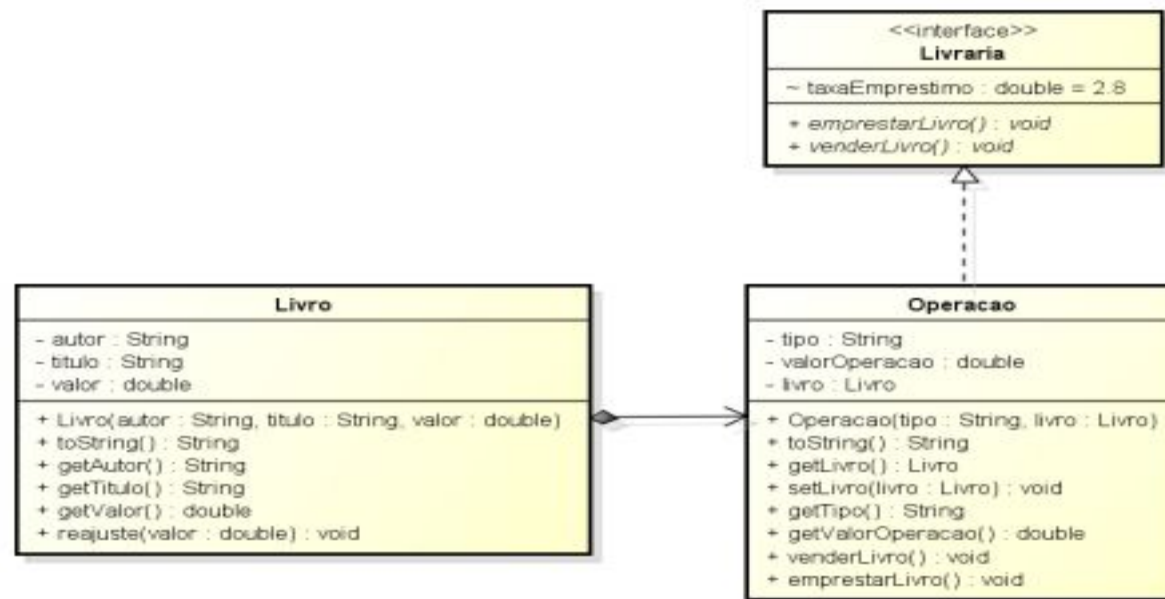 <<interface>>
Livraria
~ taxaEmprestimo : double = 2.8
+ emprestarLivro() : void
+ venderLivro() : void
Livro
- autor : String
- titulo : String
- valor : double
+ Livro(autor : String, titulo : String, valor : double)
+ toString() : String
+ getAutor() : String
+ getTitulo() : String
+ getValor() : double
+ reajuste(valor : double) : void
Operacao
- tipo : String
- valorOperacao : double
- livro : Livro
+ Operacao(tipo : String, livro : Livro)
+ toString() : String
+ getLivro() : Livro
+ setLivro(livro : Livro) : void
+ getTipo() : String
+ getValorOperacao() : double
+ venderLivro() : void
+ emprestarLivro() : void